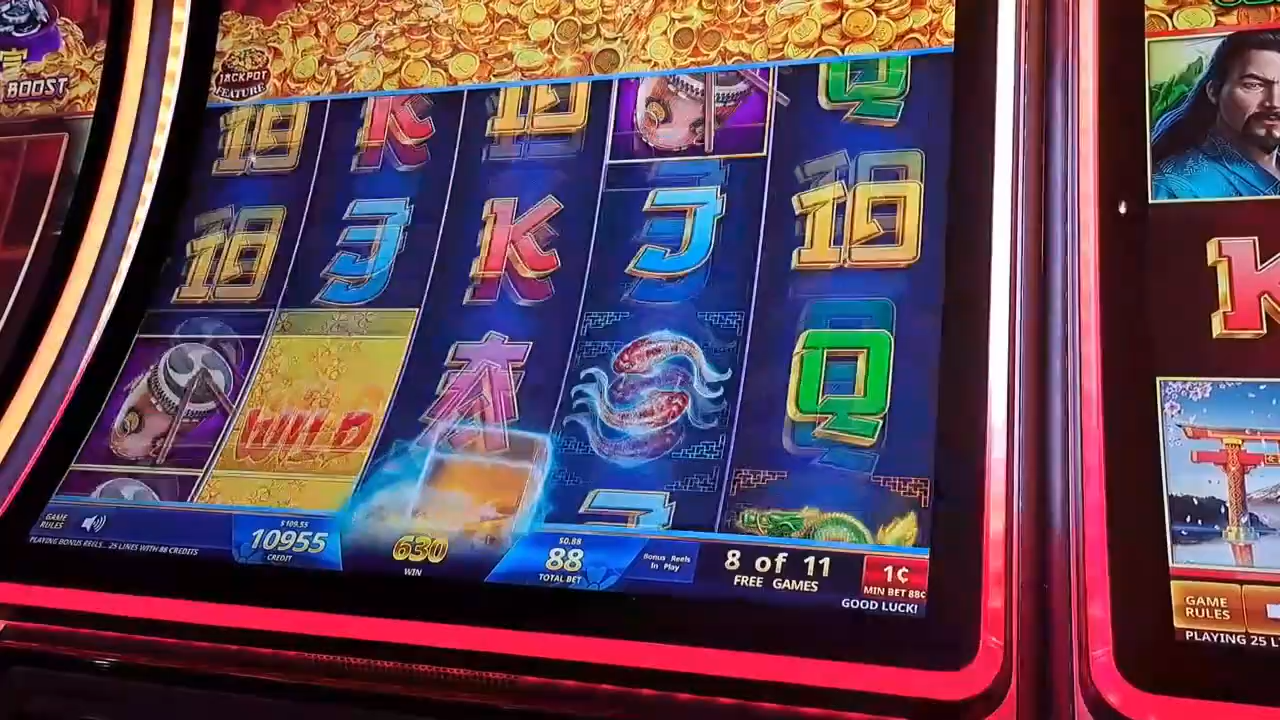 BOOST
JACKPOT
FEATURE
10
K
10
Q
10
J
K
J
10
WILD
A
Q
J
GAME
RULES
PLAYING BONUS REELS... 25 LINES WITH 88 CREDITS
$109.55
10955
CREDIT
630
WIN
$0.88
88
TOTAL BET
Bonus Reels
In Play
8 of 11
FREE GAMES
1¢
MIN BET 88¢
GOOD LUCK!
K
GAME
RULES
PLAYING 25